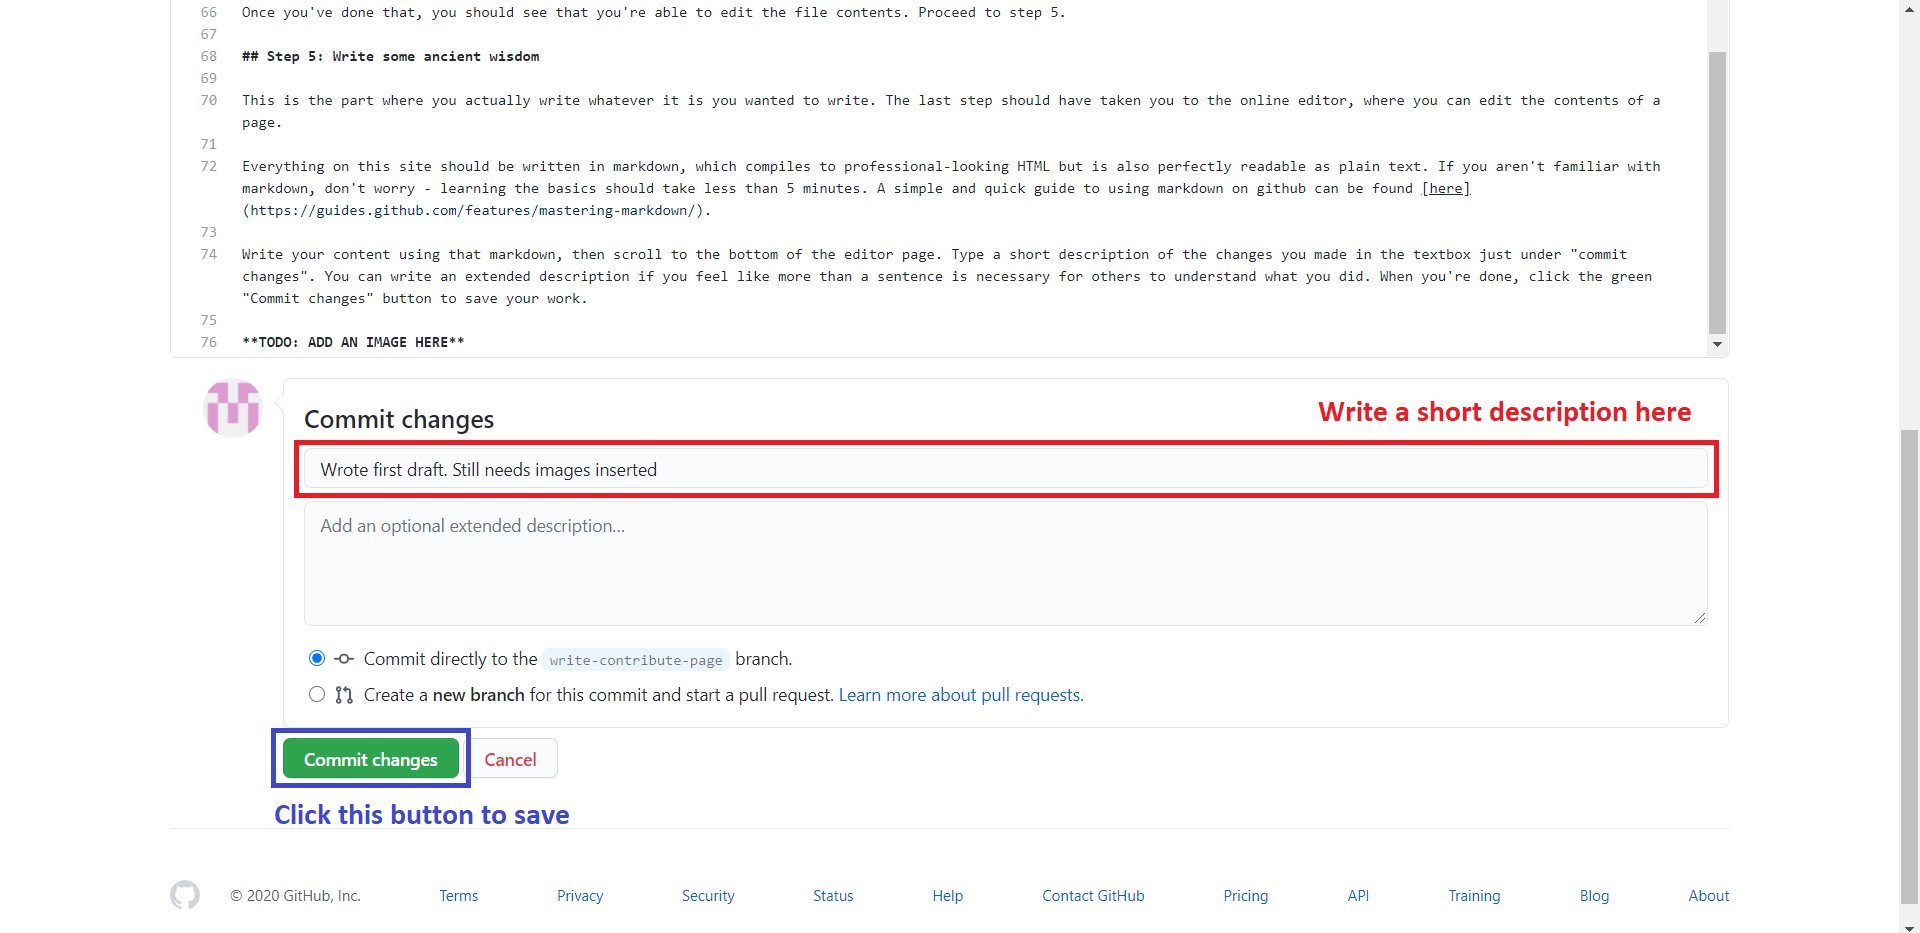 66 Once you've done that, you should see that you're able to edit the file contents. Proceed to step 5.
67
68 ## Step 5: Write some ancient wisdom
69
70 This is the part where you actually write whatever it is you wanted to write. The last step should have taken you to the online editor, where you can edit the contents of a
page.
71
72 Everything on this site should be written in markdown, which compiles to professional-looking HTML but is also perfectly readable as plain text. If you aren't familiar with
markdown, don't worry - learning the basics should take less than 5 minutes. A simple and quick guide to using markdown on github can be found [here]
(https://guides.github.com/features/mastering-markdown/).
73
74 Write your content using that markdown, then scroll to the bottom of the editor page. Type a short description of the changes you made in the textbox just under "commit
changes". You can write an extended description if you feel like more than a sentence is necessary for others to understand what you did. When you're done, click the green
"Commit changes" button to save your work.
75
76 **TODO: ADD AN IMAGE HERE**
Commit changes
Write a short description here
Wrote first draft. Still needs images inserted
Add an optional extended description...
Commit directly to the write-contribute-page branch.
Create a new branch for this commit and start a pull request. Learn more about pull requests.
Commit changes Cancel
Click this button to save
© 2020 GitHub, Inc. Terms Privacy Security Status Help Contact GitHub Pricing API Training Blog About